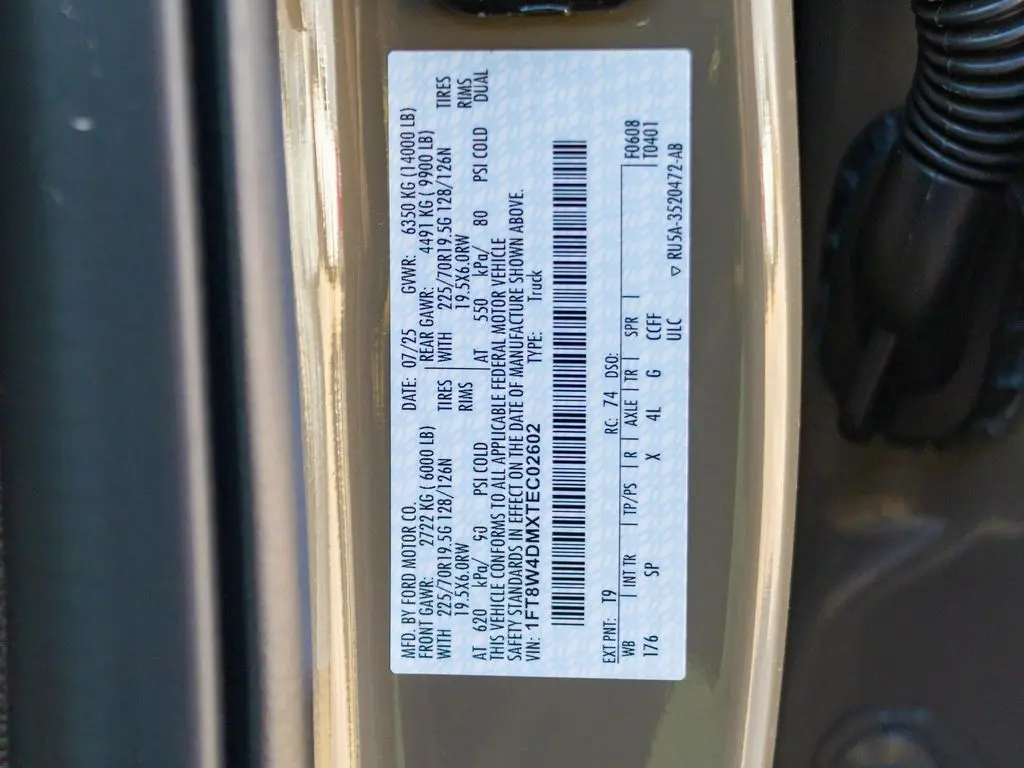 MFD. BY FORD MOTOR CO. DATE: 07/25 GVWR: 6350 KG (14000 LB)
FRONT GAWR: 2722 KG ( 6000 LB) REAR GAWR: 4491 KG ( 9900 LB)
WITH 225/70R19.5G 128/126N TIRES WITH 225/70R19.5G 128/126N TIRES
19.5X6.0RW RIMS 19.5X6.0RW RIMS
AT 620 kPa/ 90 PSI COLD AT 550 kPa/ 80 PSI COLD DUAL
THIS VEHICLE CONFORMS TO ALL APPLICABLE FEDERAL MOTOR VEHICLE
SAFETY STANDARDS IN EFFECT ON THE DATE OF MANUFACTURE SHOWN ABOVE.
VIN: 1FT8W4DMXTEC02602 TYPE: Truck
EXT PNT: T9 RC: 74 DSO: F0608
WB INT TR TP/PS R AXLE TR SPR T0401
176 SP X 4L G CCFF
ULC ▽ RU5A-3520472-AB